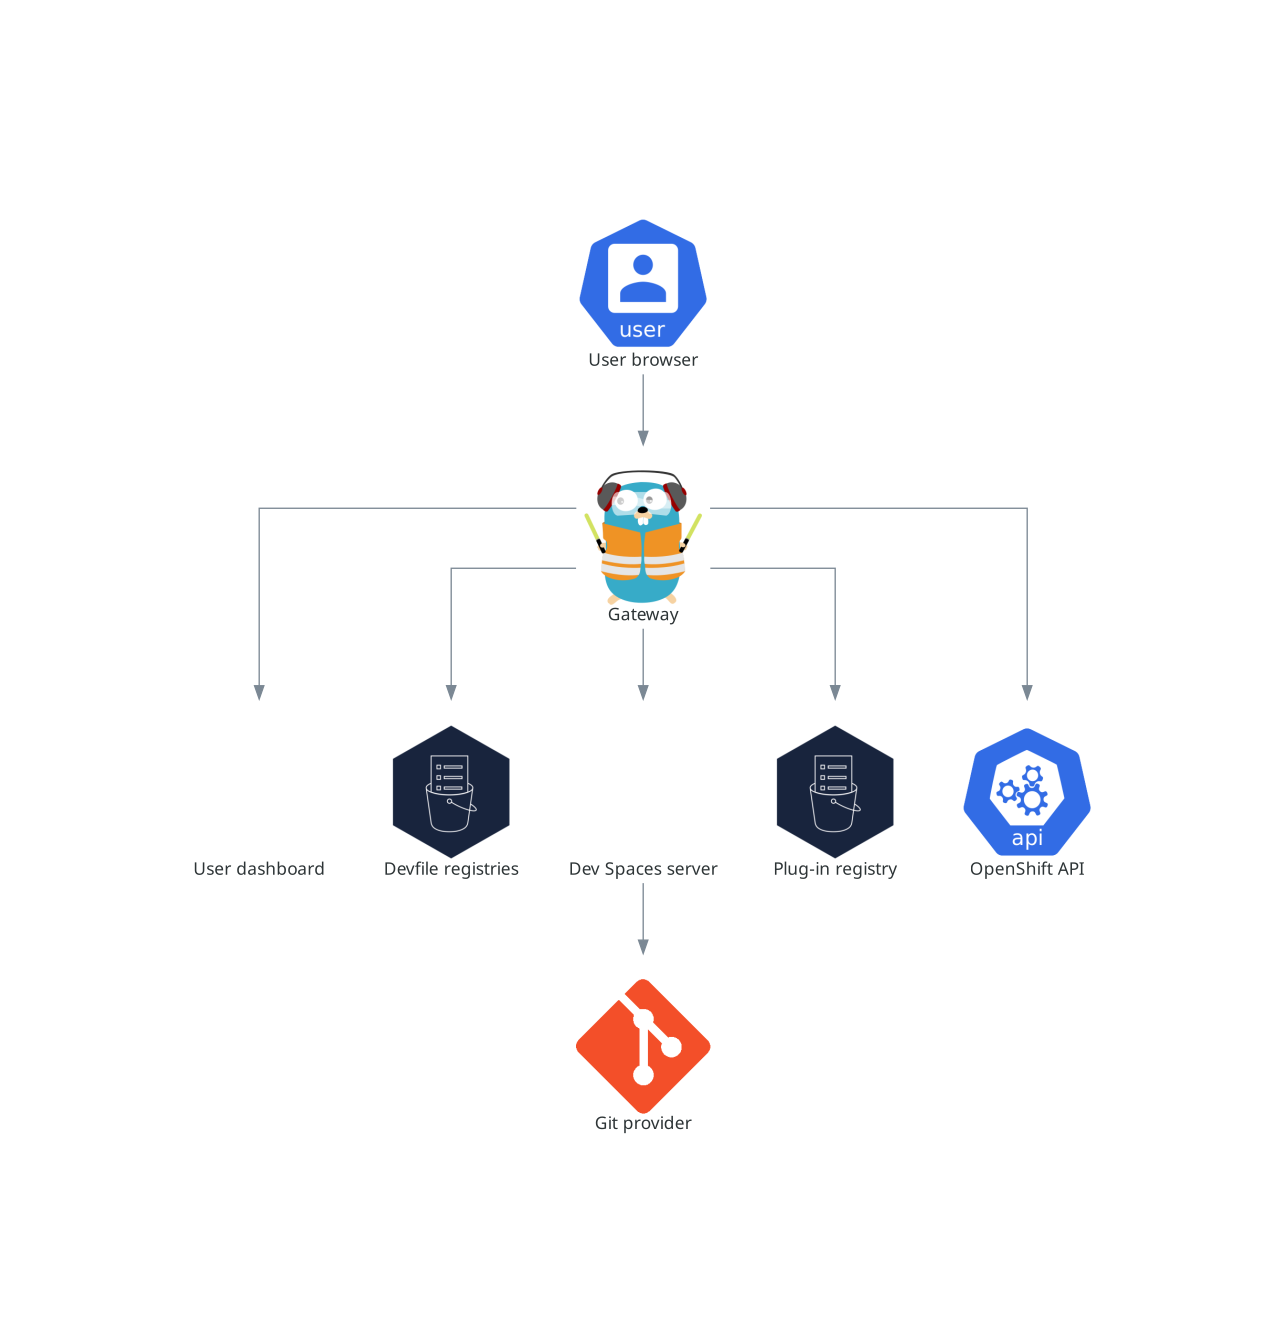 user
User browser
Gateway
User dashboard
Devfile registries
Dev Spaces server
Plug-in registry
api
OpenShift API
Git provider